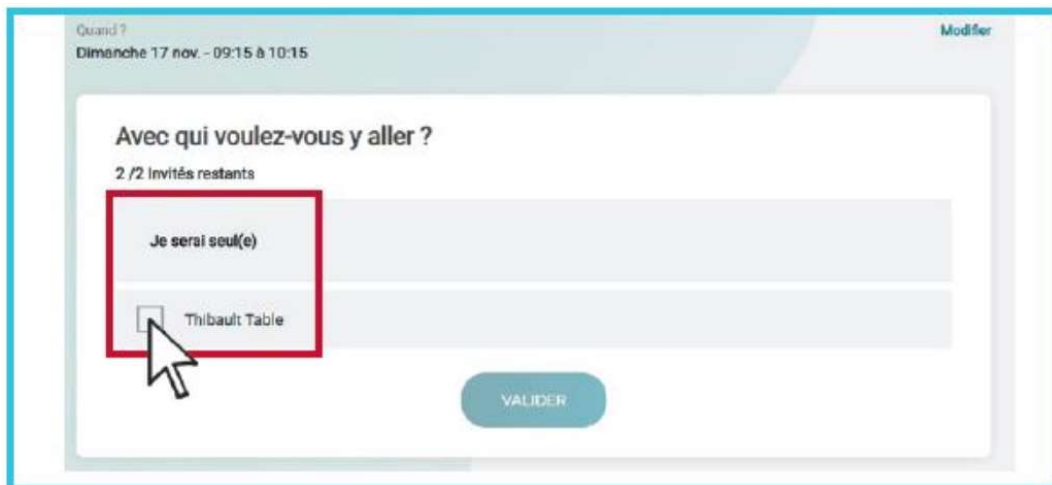 Quand ?
Modifier
Dimanche 17 nov. - 09:15 à 10:15
Avec qui voulez-vous y aller ?
2 /2 Invités restants
Je serai seul(e)
Thibault Table
VALIDER